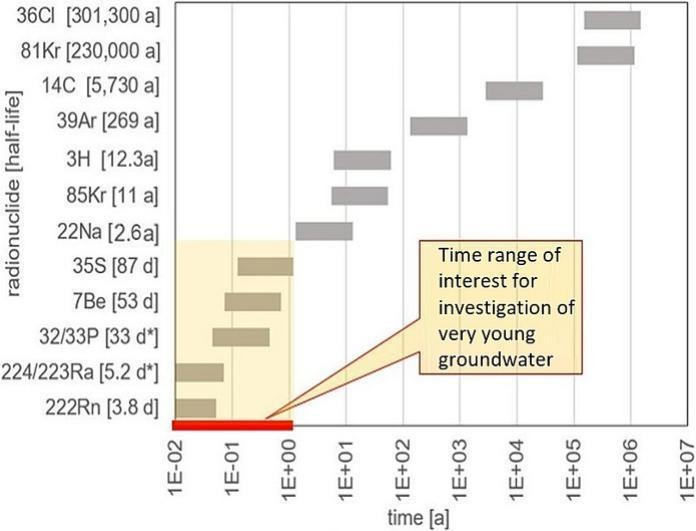 36Cl [301,300 a]
81Kr [230,000 a]
14C [5,730 a]
39Ar [269 a]
3H [12.3a]
85Kr [11 a]
22Na [2.6a]
35S [87 d]
7Be [53 d]
32/33P [33 d*]
224/223Ra [5.2 d*]
222Rn [3.8 d]
radionuclide [half-life]
Time range of
interest for
investigation of
very young
groundwater
1E-02
1E-01
1E+00
1E+01
1E+02
1E+03
1E+04
1E+05
1E+06
1E+07
time [a]